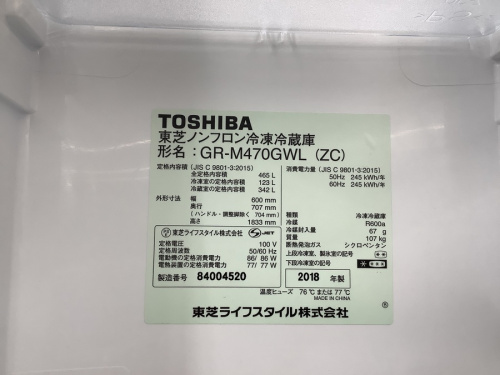 TOSHIBA
東芝ノンフロン冷凍冷蔵庫
形名：GR-M470GWL (ZC)
定格内容積 (JIS C 9801-3:2015)
全定格内容積 465 L
冷凍室の定格内容積 123 L
冷蔵室の定格内容積 342 L
外形寸法 幅 600 mm
奥行 707 mm
(ハンドル・調整脚除く 704 mm)
高さ 1833 mm
東芝ライフスタイル株式会社 JET
定格電圧 100 V
定格周波数 50/60 Hz
電動機の定格消費電力 86/ 86 W
電熱装置の定格消費電力 77/ 77 W
製造番号 84004520
消費電力量 (JIS C 9801-3:2015)
50Hz 245 kWh/年
60Hz 245 kWh/年
種類 冷凍冷蔵庫
冷媒 R600a
冷媒封入量 67 g
質量 107 kg
断熱発泡ガス シクロペンタン
上段冷凍室、製氷室の記号
下段冷凍室の記号
2018 年製
温度ヒューズ 76℃ または 77℃
MADE IN CHINA
東芝ライフスタイル株式会社